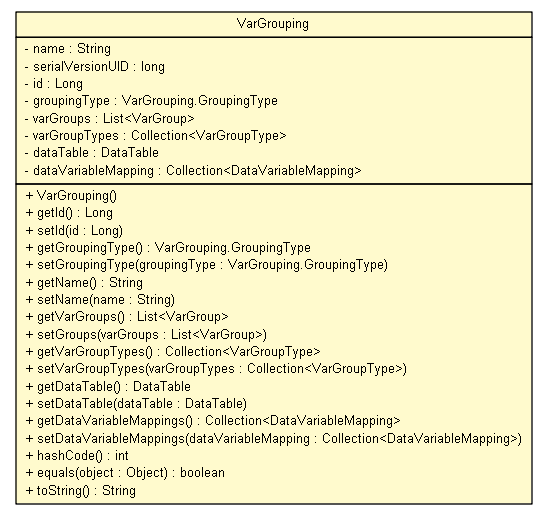 VarGrouping
- name : String
- serialVersionUID : long
- id : Long
- groupingType : VarGrouping.GroupingType
- varGroups : List<VarGroup>
- varGroupTypes : Collection<VarGroupType>
- dataTable : DataTable
- dataVariableMapping : Collection<DataVariableMapping>
+ VarGrouping()
+ getId() : Long
+ setId(id : Long)
+ getGroupingType() : VarGrouping.GroupingType
+ setGroupingType(groupingType : VarGrouping.GroupingType)
+ getName() : String
+ setName(name : String)
+ getVarGroups() : List<VarGroup>
+ setGroups(varGroups : List<VarGroup>)
+ getVarGroupTypes() : Collection<VarGroupType>
+ setVarGroupTypes(varGroupTypes : Collection<VarGroupType>)
+ getDataTable() : DataTable
+ setDataTable(dataTable : DataTable)
+ getDataVariableMappings() : Collection<DataVariableMapping>
+ setDataVariableMappings(dataVariableMapping : Collection<DataVariableMapping>)
+ hashCode() : int
+ equals(object : Object) : boolean
+ toString() : String